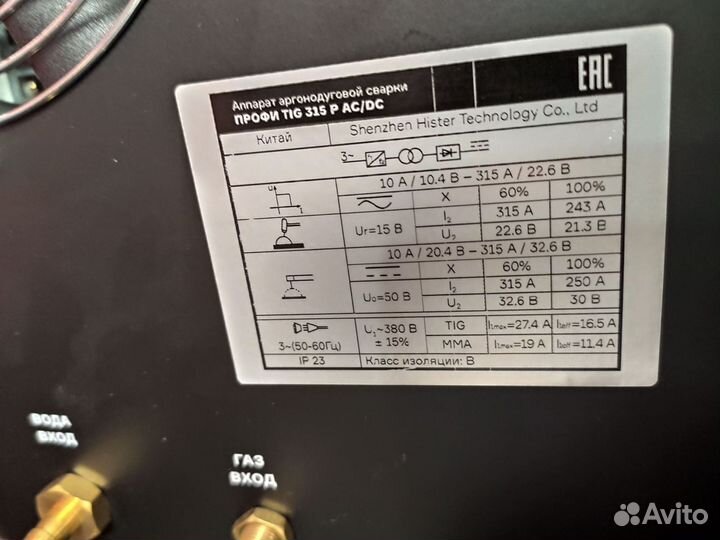 Аппарат аргонодуговой сварки
ПРОФИ TIG 315 P AC/DC
EAC
Китай
Shenzhen Hister Technology Co., Ltd
3~
10 А / 10.4 В – 315 А / 22.6 В
X 60% 100%
Ur=15 В
I₂ 315 А 243 А
U₂ 22.6 В 21.3 В
10 А / 20.4 В – 315 А / 32.6 В
X 60% 100%
U₀=50 В
I₂ 315 А 250 А
U₂ 32.6 В 30 В
3~(50-60Гц)
U₁~380 В
± 15%
TIG I₁max=27.4 А I₁eff=16.5 А
MMA I₁max=19 А I₁eff=11.4 А
IP 23
Класс изоляции: В
ВОДА
ВХОД
ГАЗ
ВХОД
Avito